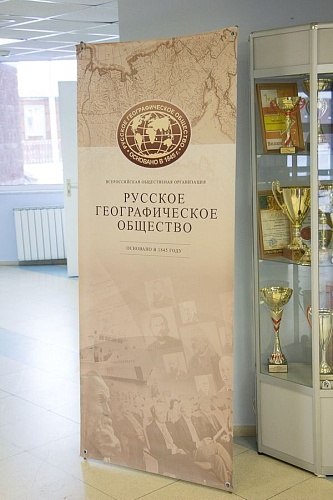 РУССКОЕ ГЕОГРАФИЧЕСКОЕ ОБЩЕСТВО
• ОСНОВАНО В 1845 •
ВСЕРОССИЙСКАЯ ОБЩЕСТВЕННАЯ ОРГАНИЗАЦИЯ
РУССКОЕ
ГЕОГРАФИЧЕСКОЕ
ОБЩЕСТВО
ОСНОВАНО В 1845 ГОДУ